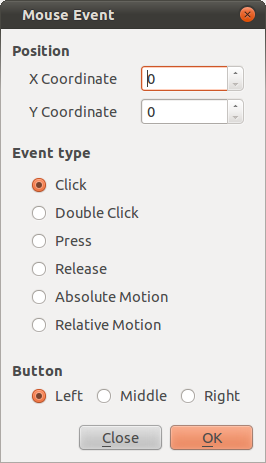 Mouse Event
Position
X Coordinate 0
Y Coordinate 0
Event type
Click
Double Click
Press
Release
Absolute Motion
Relative Motion
Button
Left Middle Right
Close OK